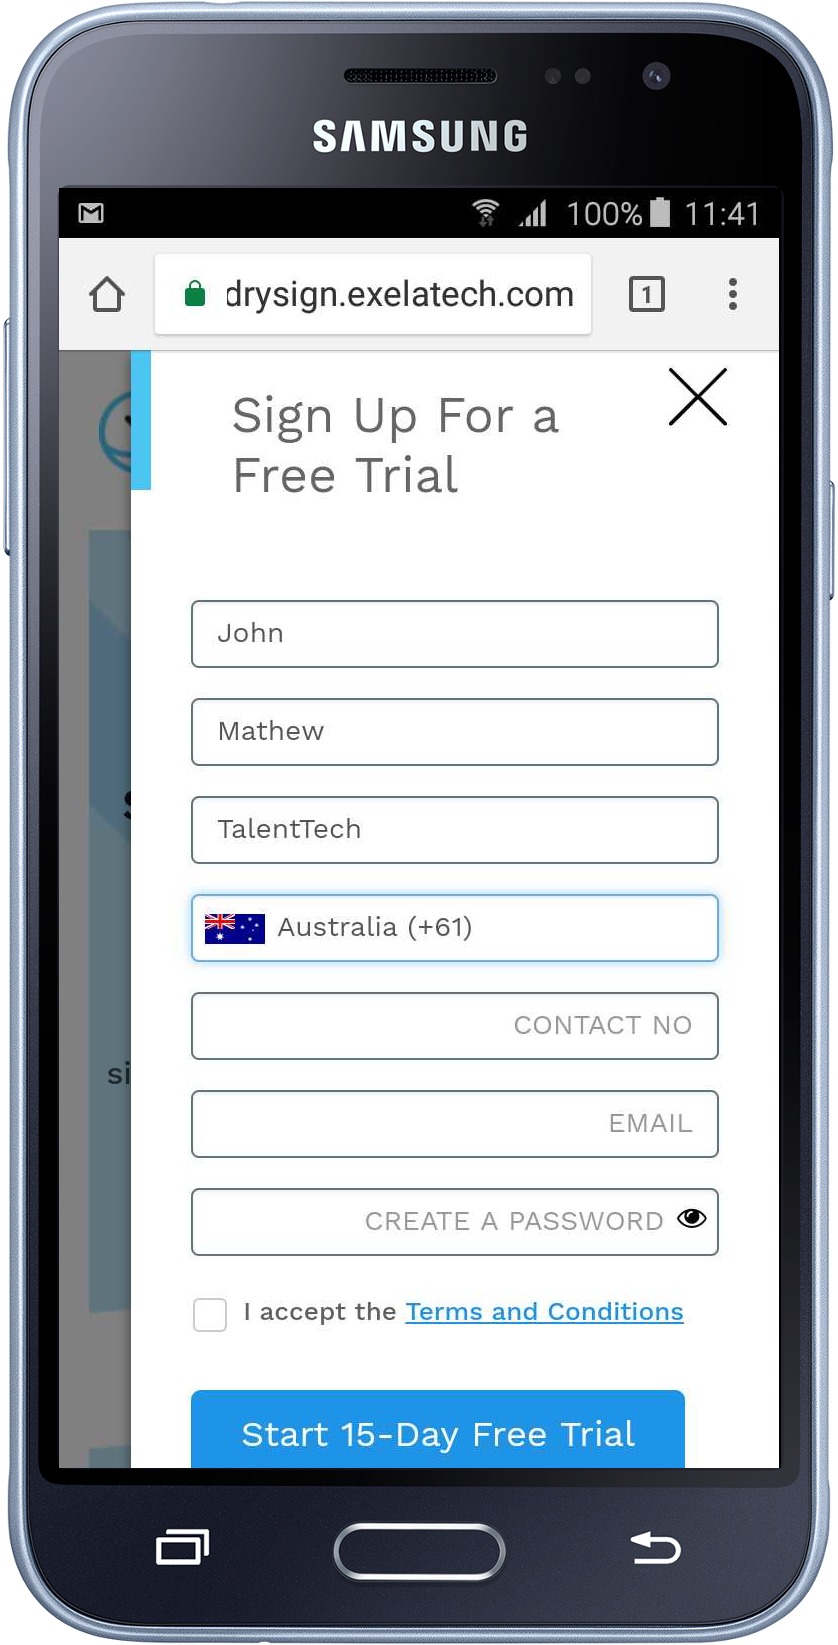 SAMSUNG
100% 11:41
drysign.exelatech.com 1
Sign Up For a
Free Trial
John
Mathew
TalentTech
Australia (+61)
CONTACT NO
EMAIL
si
CREATE A PASSWORD
I accept the Terms and Conditions
Start 15-Day Free Trial